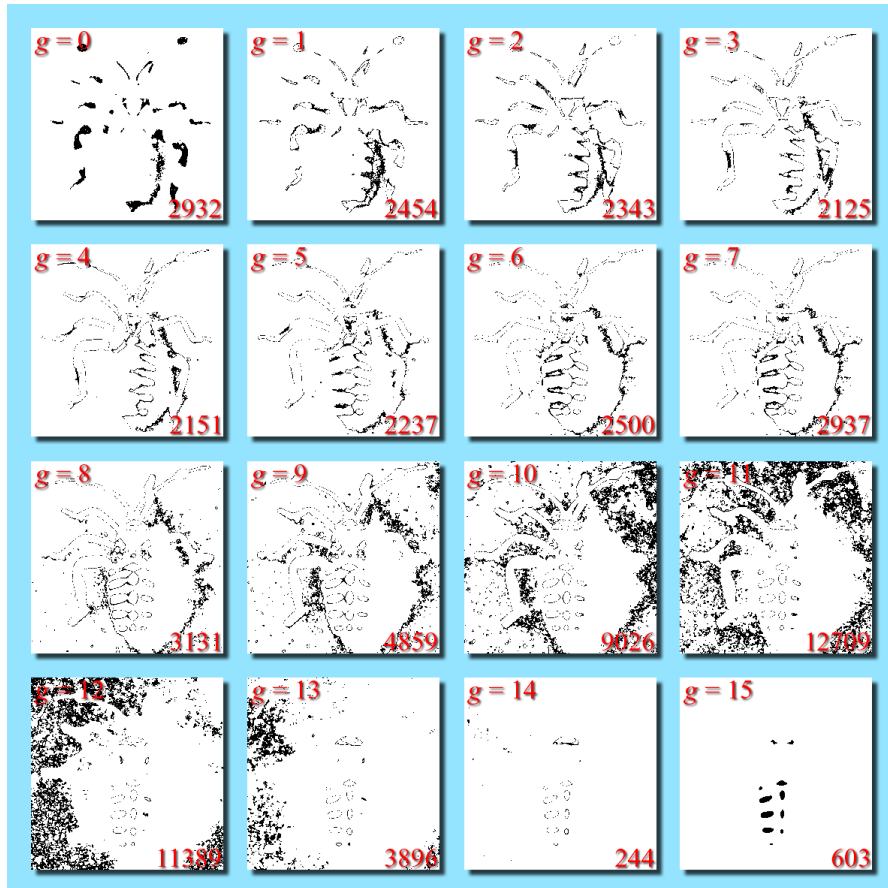 g = 0 g = 1 g = 2 g = 3
2932 2454 2343 2125
g = 4 g = 5 g = 6 g = 7
2151 2237 2500 2937
g = 8 g = 9 g = 10 g = 11
3131 4859 9026 12709
g = 12 g = 13 g = 14 g = 15
11389 3896 244 603